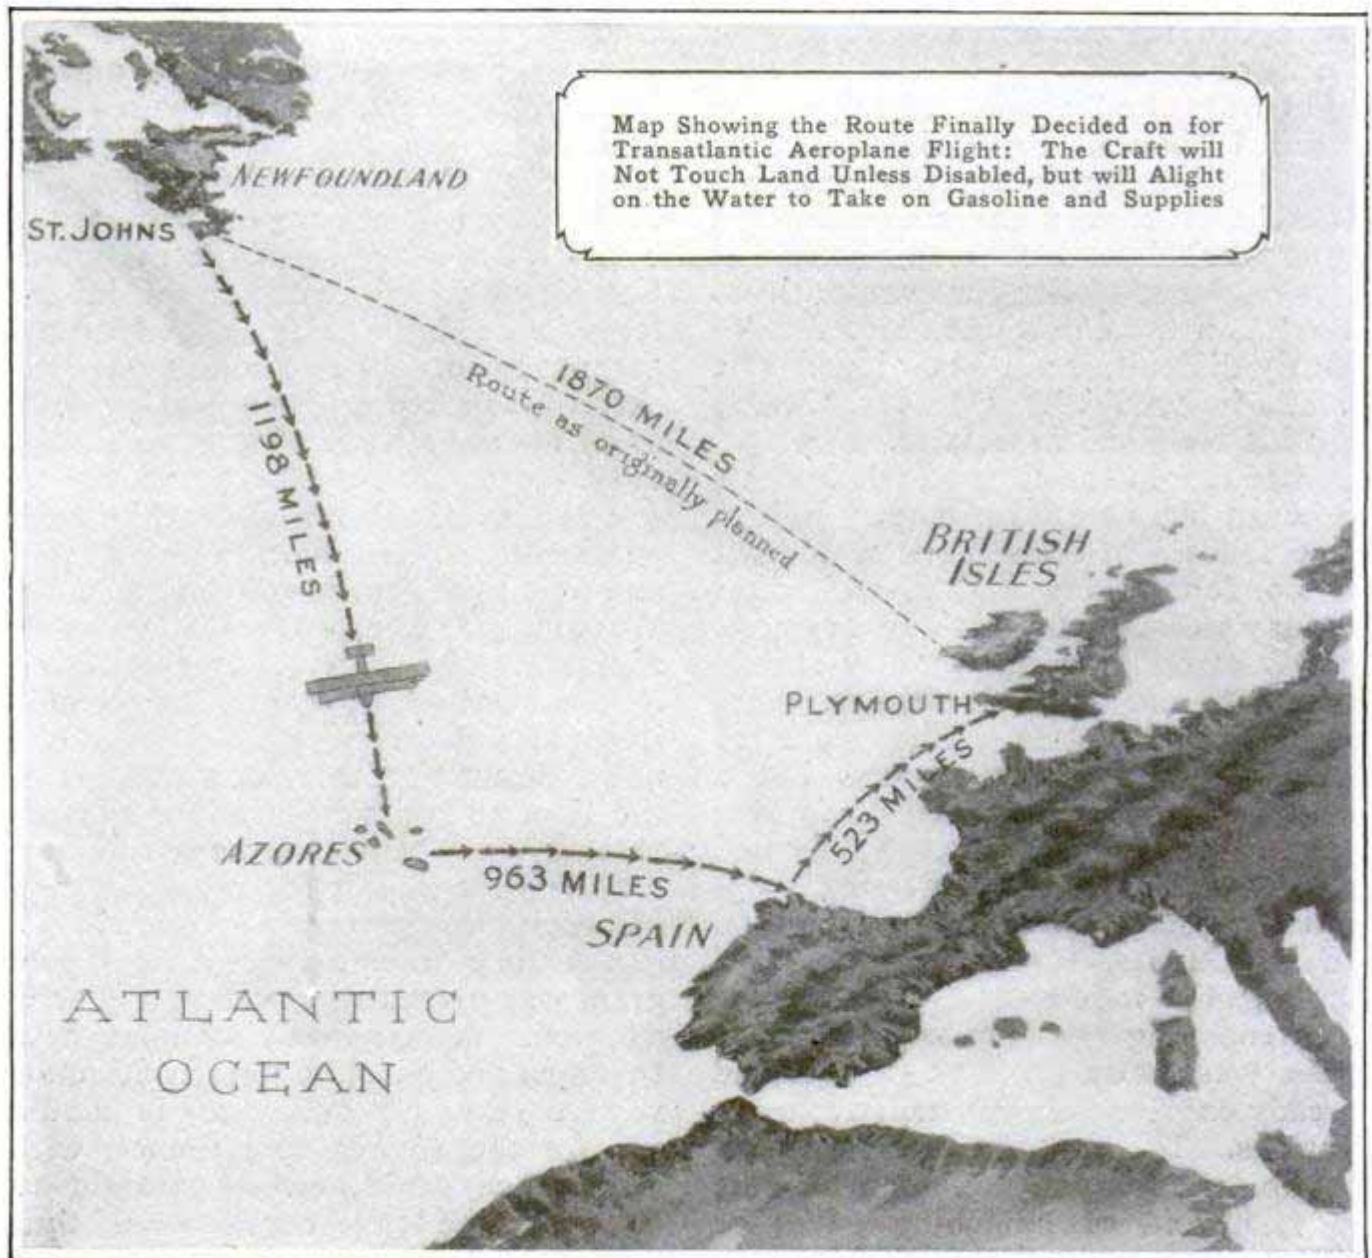 Map Showing the Route Finally Decided on for
Transatlantic Aeroplane Flight: The Craft will
Not Touch Land Unless Disabled, but will Alight
on the Water to Take on Gasoline and Supplies
NEWFOUNDLAND
ST. JOHNS
1870 MILES
Route as originally planned
1198 MILES
BRITISH
ISLES
PLYMOUTH
523 MILES
AZORES
963 MILES
SPAIN
ATLANTIC
OCEAN